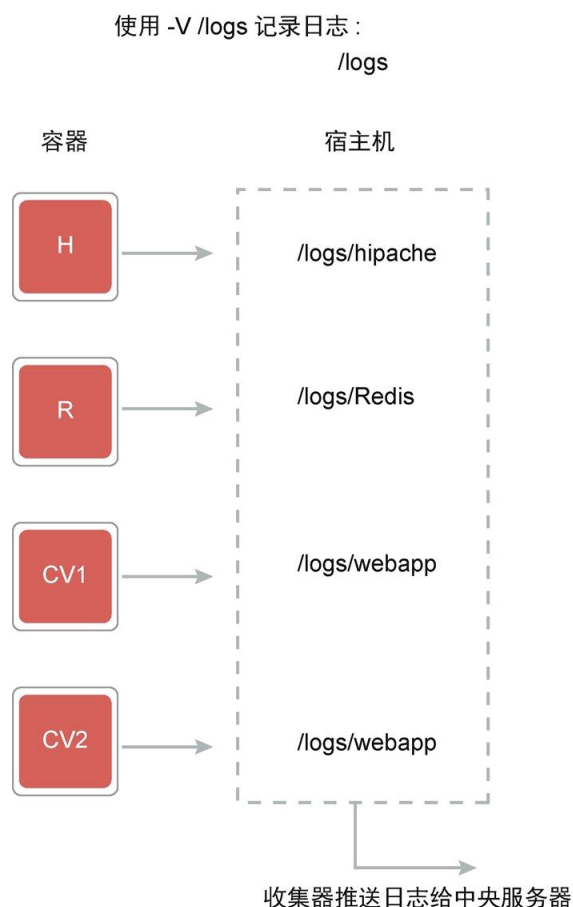 使用 -V /logs 记录日志 :
/logs
容器
宿主机
H
/logs/hipache
R
/logs/Redis
CV1
/logs/webapp
CV2
/logs/webapp
收集器推送日志给中央服务器